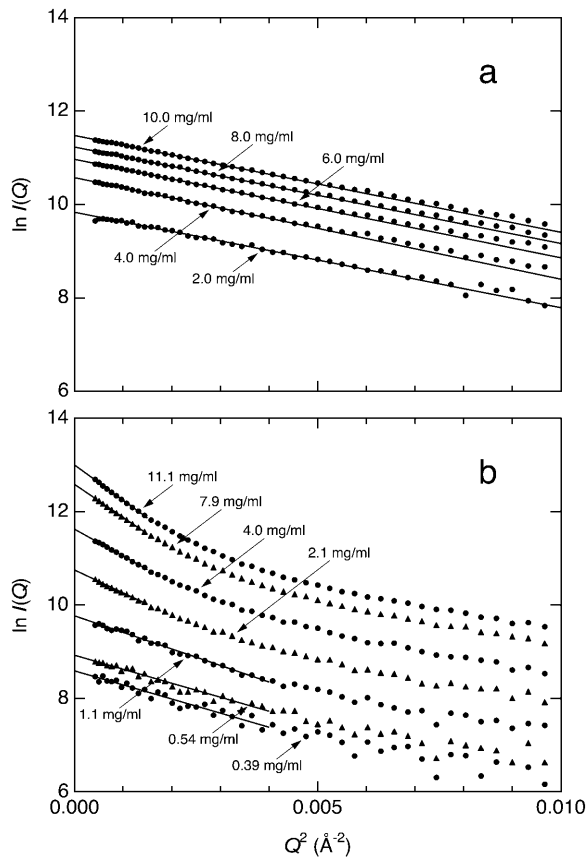 14
a
12
10.0 mg/ml
8.0 mg/ml
6.0 mg/ml
ln I(Q)
10
4.0 mg/ml
2.0 mg/ml
8
6
14
b
11.1 mg/ml
7.9 mg/ml
12
4.0 mg/ml
2.1 mg/ml
ln I(Q)
10
8
1.1 mg/ml
0.54 mg/ml
0.39 mg/ml
6
0.000 0.005 0.010
Q² (Å⁻²)